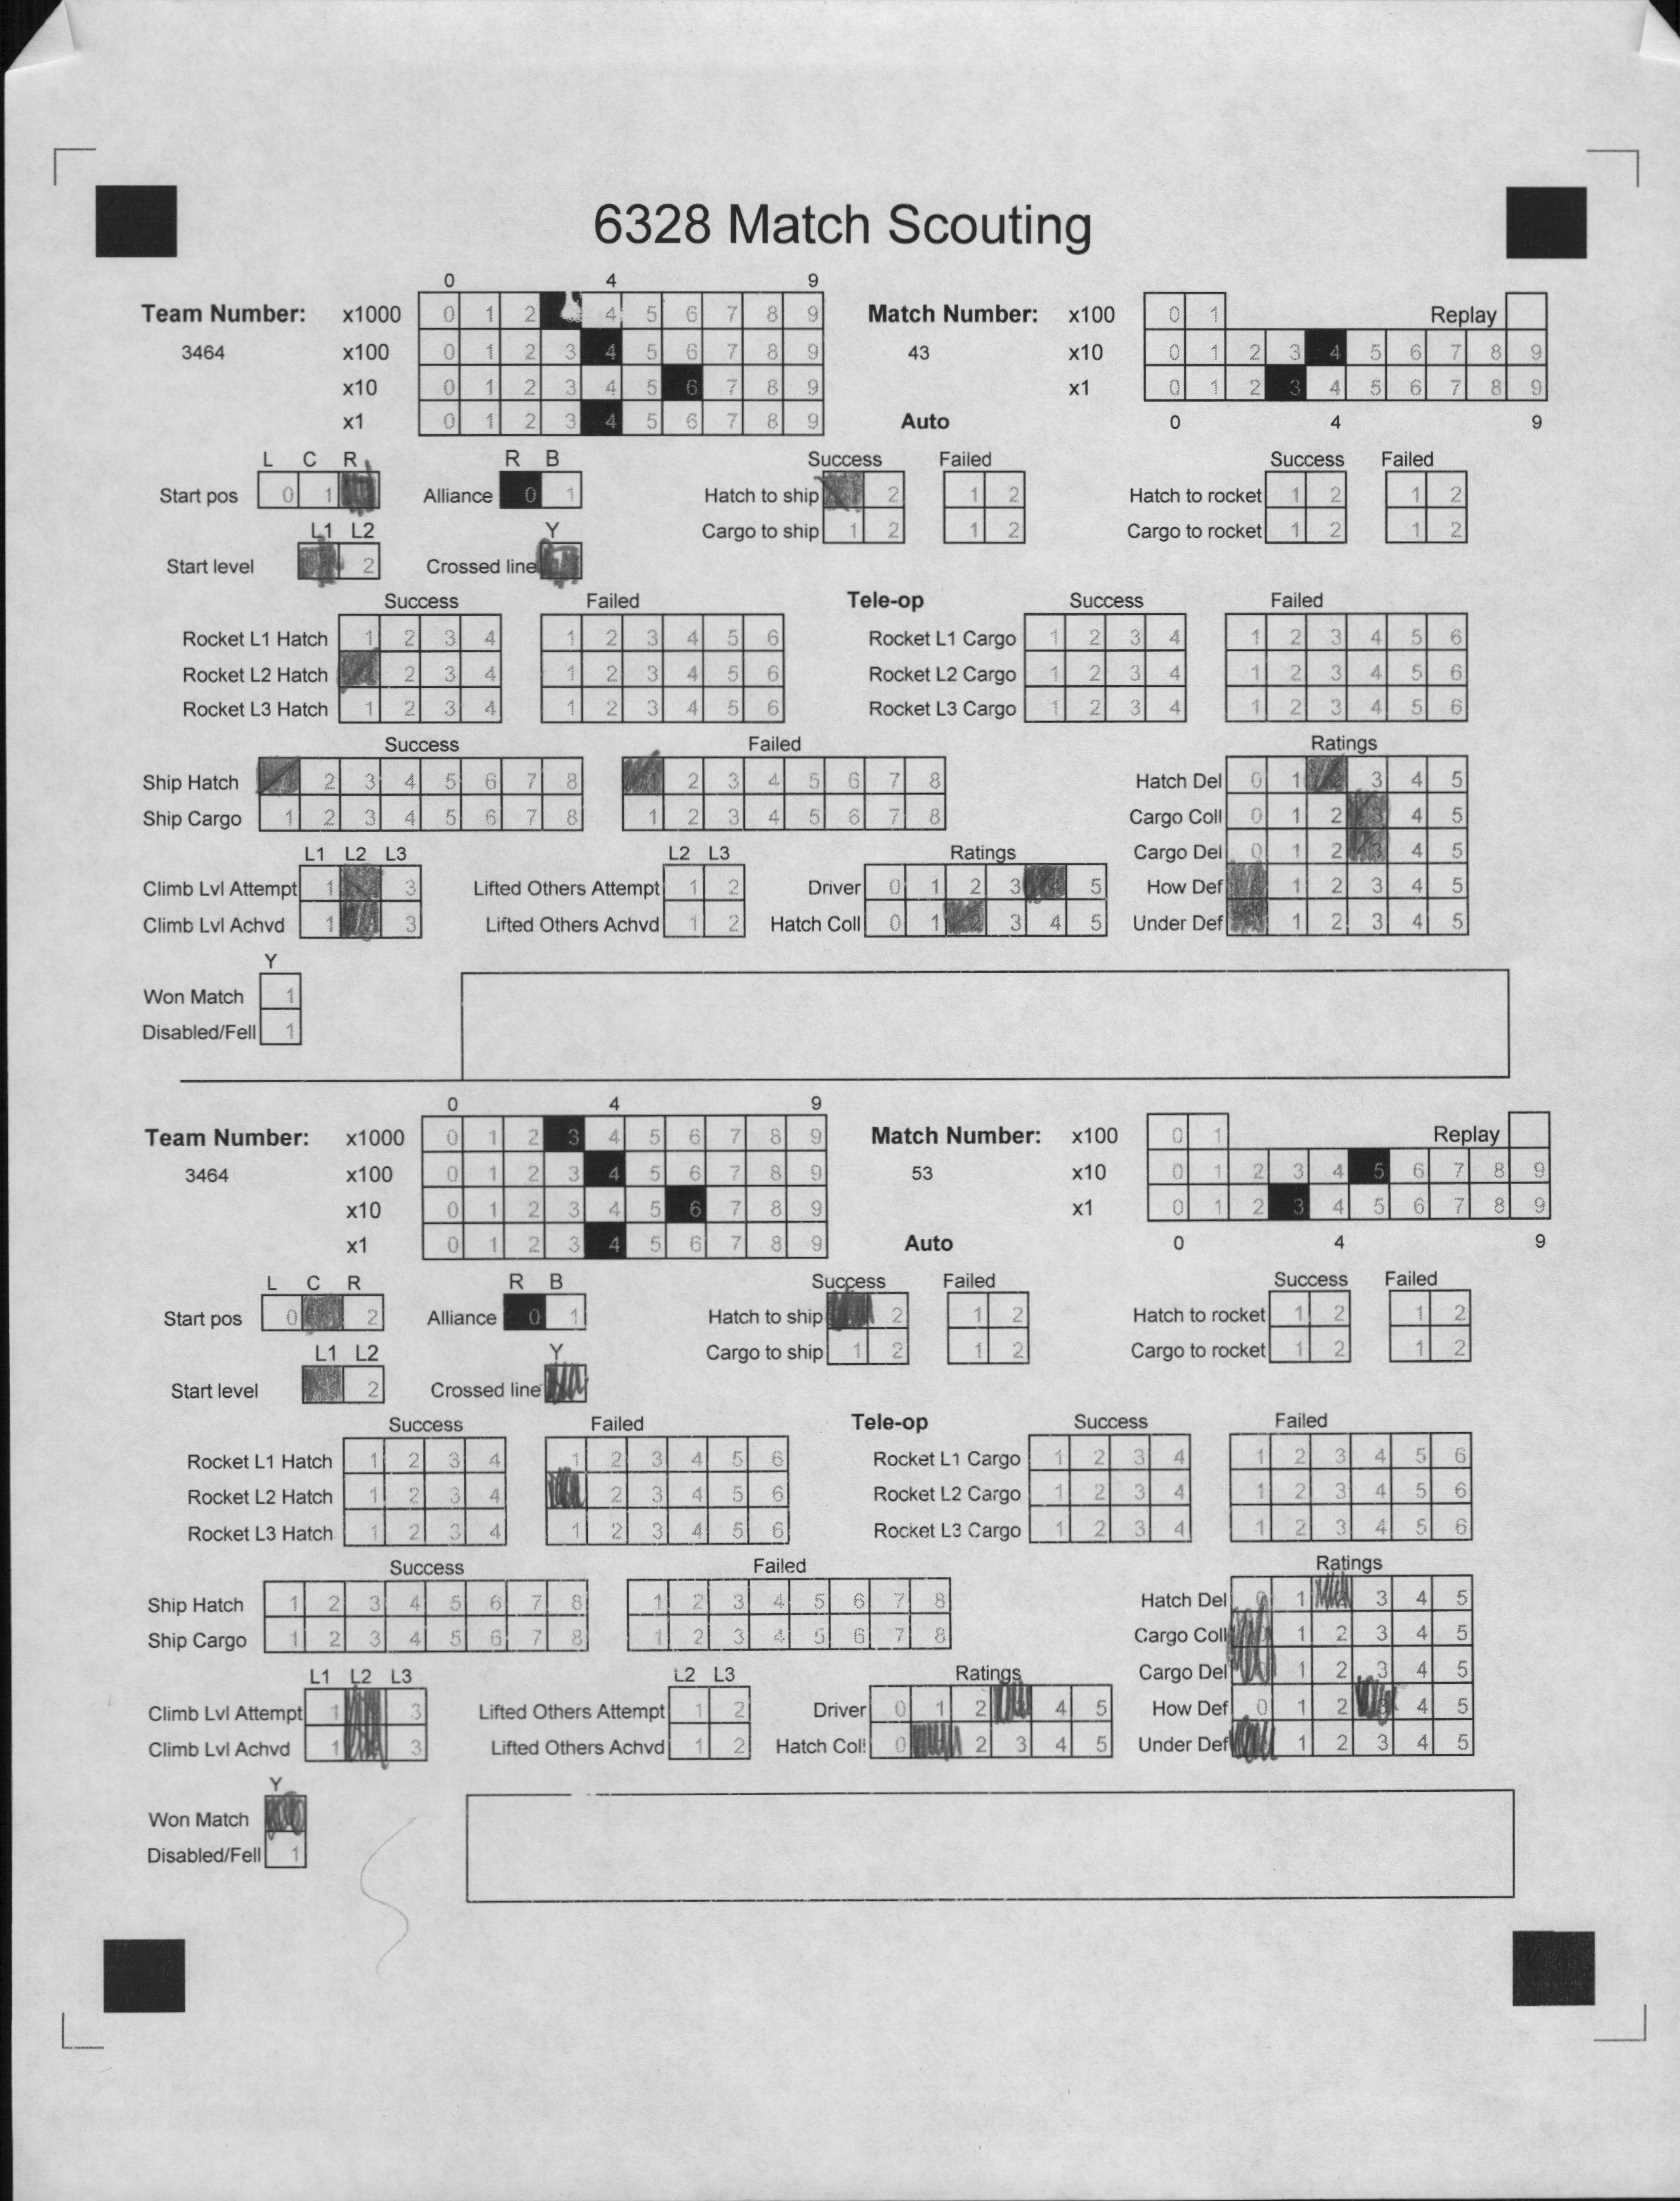 6328 Match Scouting
0 4 9
Team Number: x1000 0 1 2 4 5 6 7 8 9 Match Number: x100 0 1 Replay
3464 x100 0 1 2 3 4 5 6 7 8 9 43 x10 0 1 2 3 4 5 6 7 8 9
x10 0 1 2 3 4 5 6 7 8 9 x1 0 1 2 3 4 5 6 7 8 9
x1 0 1 2 3 4 5 6 7 8 9 Auto 0 4 9
L C R R B Success Failed Success Failed
Start pos 0 1 Alliance 0 1 Hatch to ship 2 1 2 Hatch to rocket 1 2 1 2
L1 L2 Y Cargo to ship 1 2 1 2 Cargo to rocket 1 2 1 2
Start level 2 Crossed line 1
Success Failed Tele-op Success Failed
Rocket L1 Hatch 1 2 3 4 1 2 3 4 5 6 Rocket L1 Cargo 1 2 3 4 1 2 3 4 5 6
Rocket L2 Hatch 2 3 4 1 2 3 4 5 6 Rocket L2 Cargo 1 2 3 4 1 2 3 4 5 6
Rocket L3 Hatch 1 2 3 4 1 2 3 4 5 6 Rocket L3 Cargo 1 2 3 4 1 2 3 4 5 6
Success Failed Ratings
Ship Hatch 2 3 4 5 6 7 8 2 3 4 5 6 7 8 Hatch Del 0 1 2 3 4 5
Ship Cargo 1 2 3 4 5 6 7 8 1 2 3 4 5 6 7 8 Cargo Coll 0 1 2 3 4 5
L1 L2 L3 L2 L3 Ratings Cargo Del 0 1 2 3 4 5
Climb Lvl Attempt 1 3 Lifted Others Attempt 1 2 Driver 0 1 2 3 5 How Def 1 2 3 4 5
Climb Lvl Achvd 1 3 Lifted Others Achvd 1 2 Hatch Coll 0 1 3 4 5 Under Def 1 2 3 4 5
Y
Won Match 1
Disabled/Fell 1
0 4 9
Team Number: x1000 0 1 2 3 4 5 6 7 8 9 Match Number: x100 0 1 Replay
3464 x100 0 1 2 3 4 5 6 7 8 9 53 x10 0 1 2 3 4 5 6 7 8 9
x10 0 1 2 3 4 5 6 7 8 9 x1 0 1 2 3 4 5 6 7 8 9
x1 0 1 2 3 4 5 6 7 8 9 Auto 0 4 9
L C R R B Success Failed Success Failed
Start pos 0 2 Alliance 0 1 Hatch to ship 2 1 2 Hatch to rocket 1 2 1 2
L1 L2 Y Cargo to ship 1 2 1 2 Cargo to rocket 1 2 1 2
Start level 2 Crossed line
Success Failed Tele-op Success Failed
Rocket L1 Hatch 1 2 3 4 1 2 3 4 5 6 Rocket L1 Cargo 1 2 3 4 1 2 3 4 5 6
Rocket L2 Hatch 1 2 3 4 2 3 4 5 6 Rocket L2 Cargo 1 2 3 4 1 2 3 4 5 6
Rocket L3 Hatch 1 2 3 4 1 2 3 4 5 6 Rocket L3 Cargo 1 2 3 4 1 2 3 4 5 6
Success Failed Ratings
Ship Hatch 1 2 3 4 5 6 7 8 1 2 3 4 5 6 7 8 Hatch Del 0 1 3 4 5
Ship Cargo 1 2 3 4 5 6 7 8 1 2 3 4 5 6 7 8 Cargo Coll 1 2 3 4 5
L1 L2 L3 L2 L3 Ratings Cargo Del 1 2 3 4 5
Climb Lvl Attempt 1 3 Lifted Others Attempt 1 2 Driver 0 1 2 4 5 How Def 0 1 2 3 4 5
Climb Lvl Achvd 1 3 Lifted Others Achvd 1 2 Hatch Coll 0 2 3 4 5 Under Def 1 2 3 4 5
Y
Won Match
Disabled/Fell 1